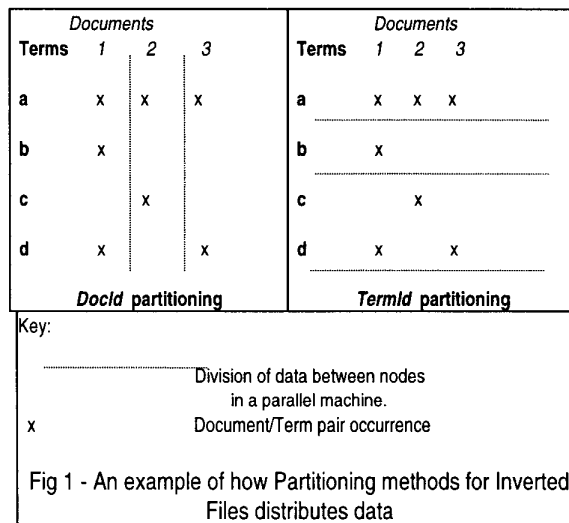 Documents
Terms 1 2 3
a x x x
b x
c x
d x x
DocId partitioning
Documents
Terms 1 2 3
a x x x
b x
c x
d x x
TermId partitioning
Key:
Division of data between nodes
in a parallel machine.
x Document/Term pair occurrence
Fig 1 - An example of how Partitioning methods for Inverted
Files distributes data